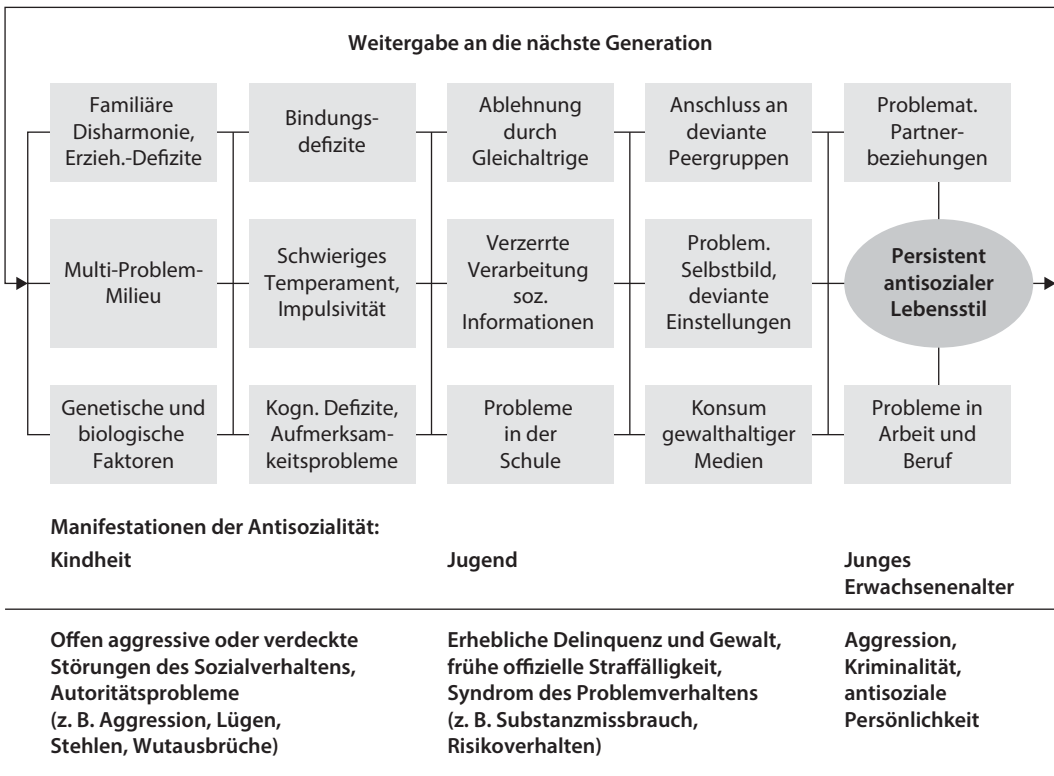 Weitergabe an die nächste Generation
Familiäre
Disharmonie,
Erzieh.-Defizite
Bindungs-
defizite
Ablehnung
durch
Gleichaltrige
Anschluss an
deviante
Peergruppen
Problemat.
Partner-
beziehungen
Multi-Problem-
Milieu
Schwieriges
Temperament,
Impulsivität
Verzerrte
Verarbeitung
soz.
Informationen
Problem.
Selbstbild,
deviante
Einstellungen
Persistent
antisozialer
Lebensstil
Genetische und
biologische
Faktoren
Kogn. Defizite,
Aufmerksam-
keitsprobleme
Probleme
in der
Schule
Konsum
gewalthaltiger
Medien
Probleme in
Arbeit und
Beruf
Manifestationen der Antisozialität:
Kindheit
Jugend
Junges
Erwachsenenalter
Offen aggressive oder verdeckte
Störungen des Sozialverhaltens,
Autoritätsprobleme
(z. B. Aggression, Lügen,
Stehlen, Wutausbrüche)
Erhebliche Delinquenz und Gewalt,
frühe offizielle Straffälligkeit,
Syndrom des Problemverhaltens
(z. B. Substanzmissbrauch,
Risikoverhalten)
Aggression,
Kriminalität,
antisoziale
Persönlichkeit